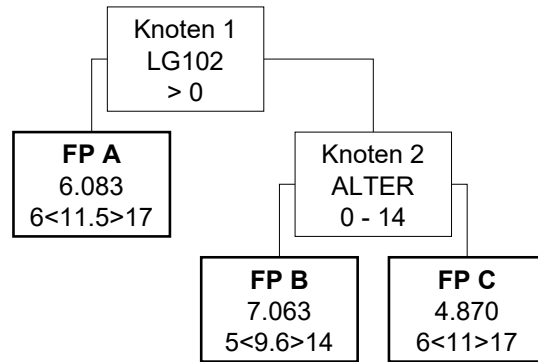 Knoten 1
LG102
> 0
FP A
6.083
6<11.5>17
Knoten 2
ALTER
0 - 14
FP B
7.063
5<9.6>14
FP C
4.870
6<11>17